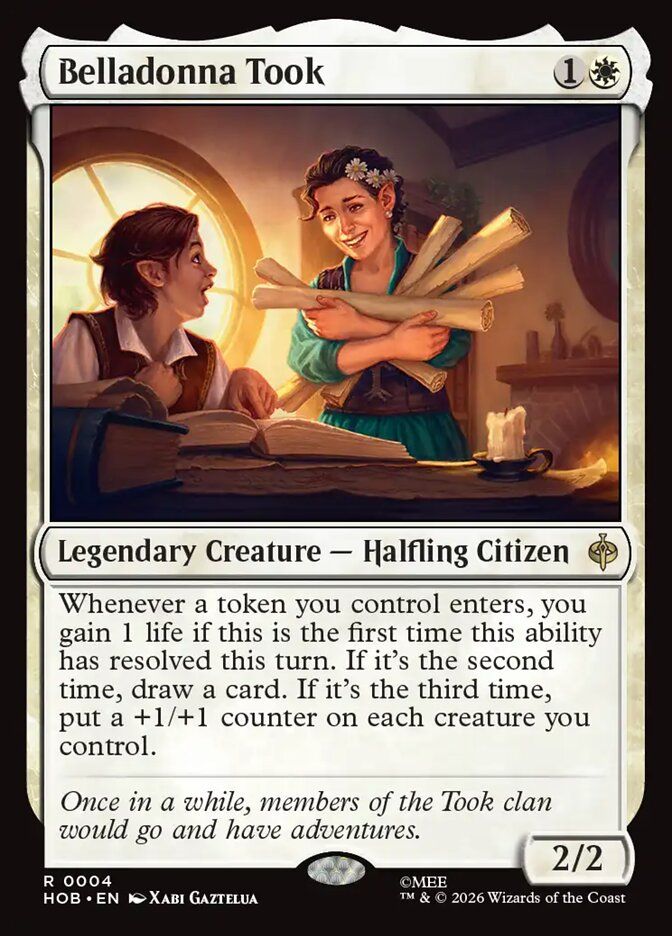 Belladonna Took 1
Legendary Creature — Halfling Citizen
Whenever a token you control enters, you
gain 1 life if this is the first time this ability
has resolved this turn. If it's the second
time, draw a card. If it's the third time,
put a +1/+1 counter on each creature you
control.
Once in a while, members of the Took clan
would go and have adventures.
2/2
R 0004
HOB • EN Xabi Gaztelua
©MEE
™ & © 2026 Wizards of the Coast